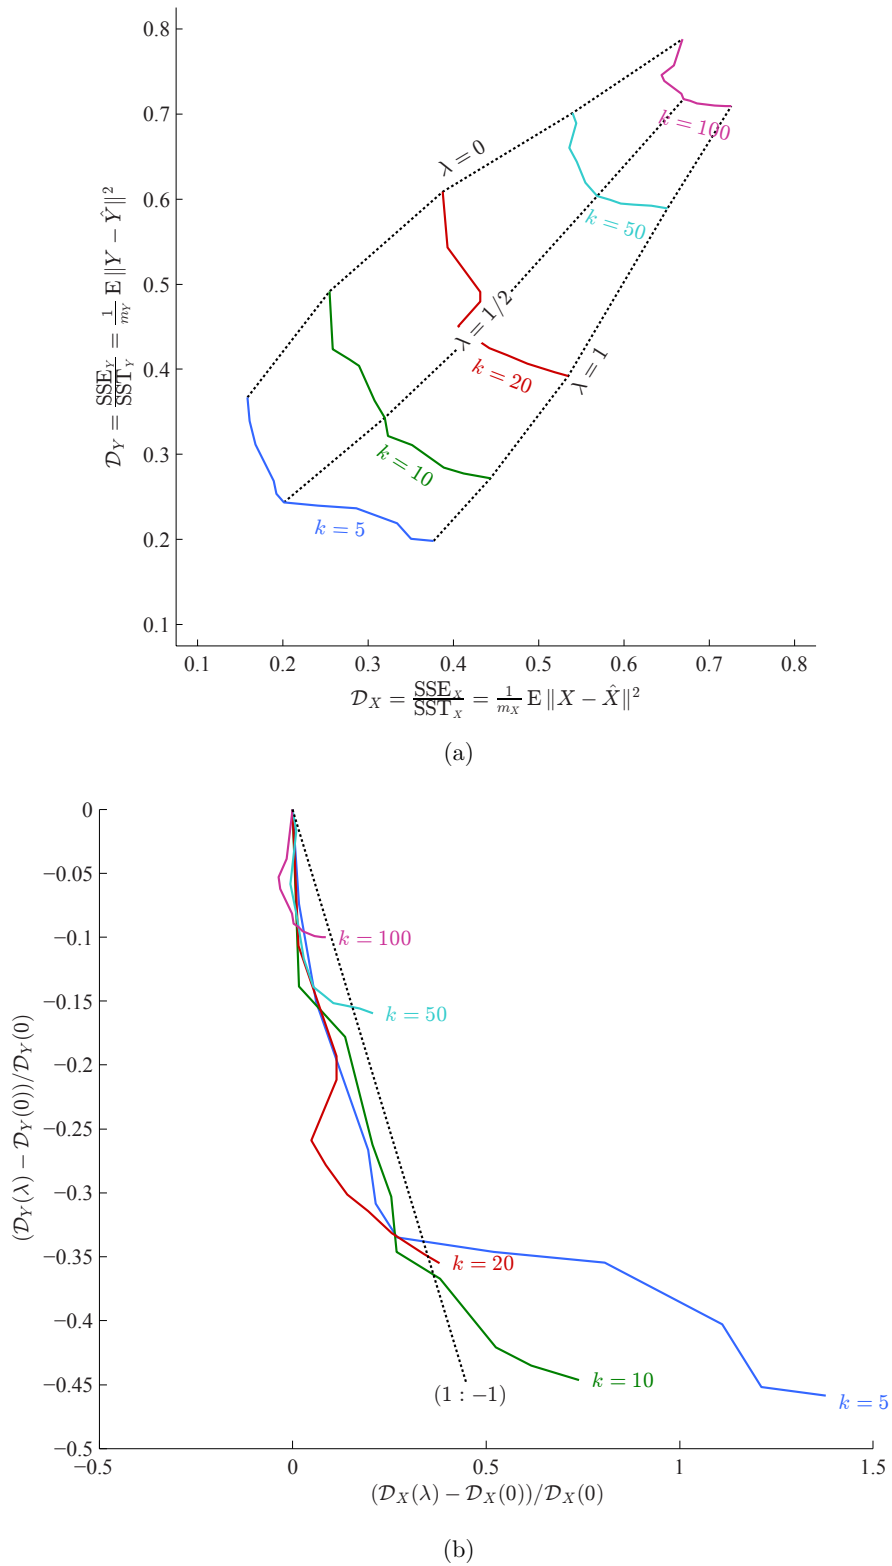 0.8
0.7
0.6
0.5
0.4
0.3
0.2
0.1
0.1 0.2 0.3 0.4 0.5 0.6 0.7 0.8
𝒟_Y = SSE_Y/SST_Y = 1/m_Y E‖Y − Ŷ‖²
λ = 0
λ = 1/2
λ = 1
k = 100
k = 50
k = 20
k = 10
k = 5
𝒟_X = SSE_X/SST_X = 1/m_X E‖X − X̂‖²
(a)
0
−0.05
−0.1
−0.15
−0.2
−0.25
−0.3
−0.35
−0.4
−0.45
−0.5
−0.5 0 0.5 1 1.5
(𝒟_Y(λ) − 𝒟_Y(0))/𝒟_Y(0)
k = 100
k = 50
k = 20
k = 10
(1 : −1)
k = 5
(𝒟_X(λ) − 𝒟_X(0))/𝒟_X(0)
(b)